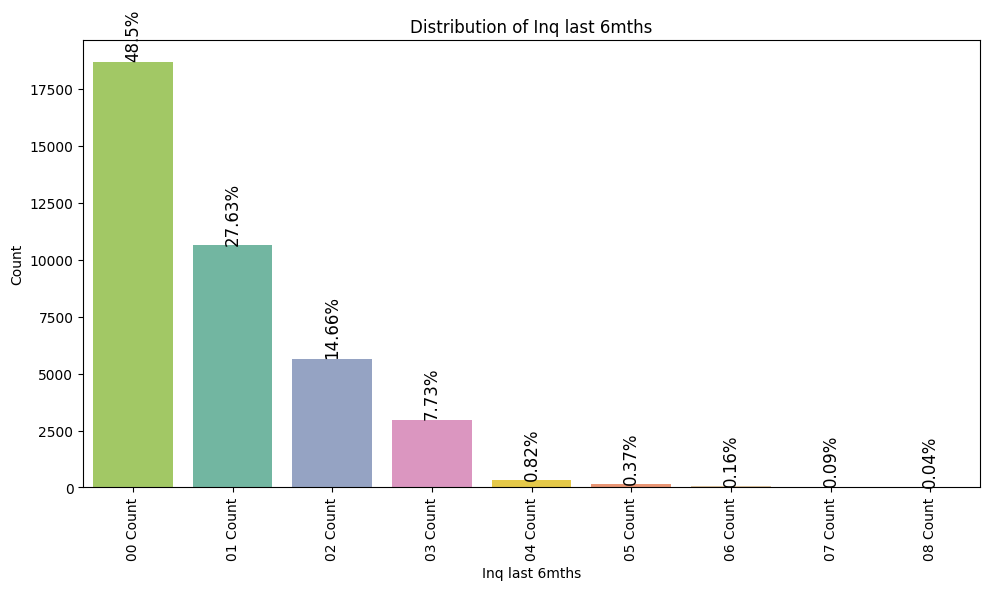 Distribution of Inq last 6mths
48.5%
27.63%
14.66%
7.73%
0.82%
0.37%
0.16%
0.09%
0.04%
Count
17500
15000
12500
10000
7500
5000
2500
0
00 Count
01 Count
02 Count
03 Count
04 Count
05 Count
06 Count
07 Count
08 Count
Inq last 6mths